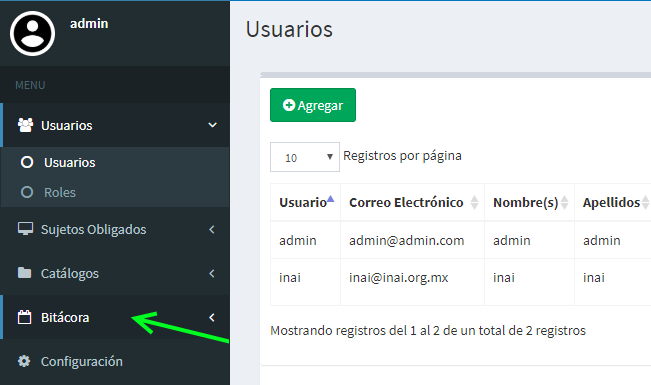 admin
MENU
Usuarios
Usuarios
Roles
Sujetos Obligados
Catálogos
Bitácora
Configuración
Usuarios
Agregar
10 Registros por página
Usuario Correo Electrónico Nombre(s) Apellidos
admin admin@admin.com admin admin
inai inai@inai.org.mx inai inai
Mostrando registros del 1 al 2 de un total de 2 registros